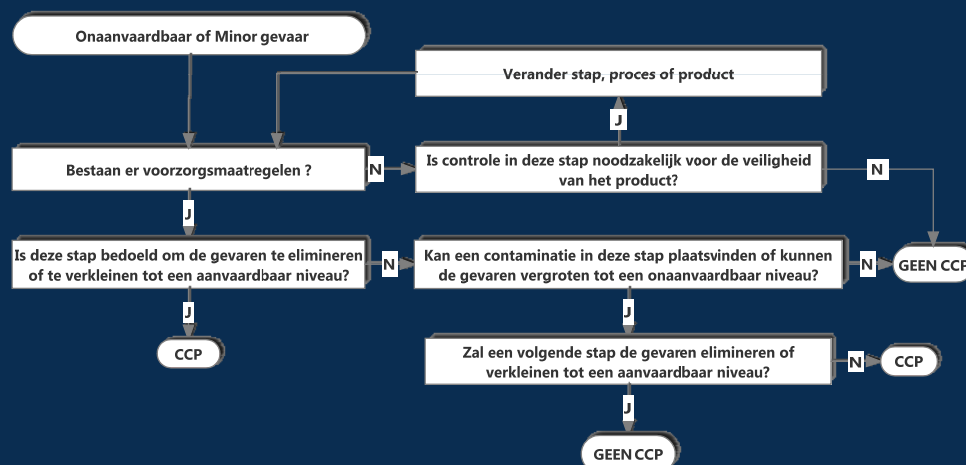 Onaanvaardbaar of Minor gevaar
Verander stap, proces of product
J
Bestaan er voorzorgsmaatregelen ?
N
Is controle in deze stap noodzakelijk voor de veiligheid
van het product?
N
J
Is deze stap bedoeld om de gevaren te elimineren
of te verkleinen tot een aanvaardbaar niveau?
N
Kan een contaminatie in deze stap plaatsvinden of kunnen
de gevaren vergroten tot een onaanvaardbaar niveau?
N
GEEN CCP
J
CCP
J
Zal een volgende stap de gevaren elimineren of
verkleinen tot een aanvaardbaar niveau?
N
CCP
J
GEEN CCP